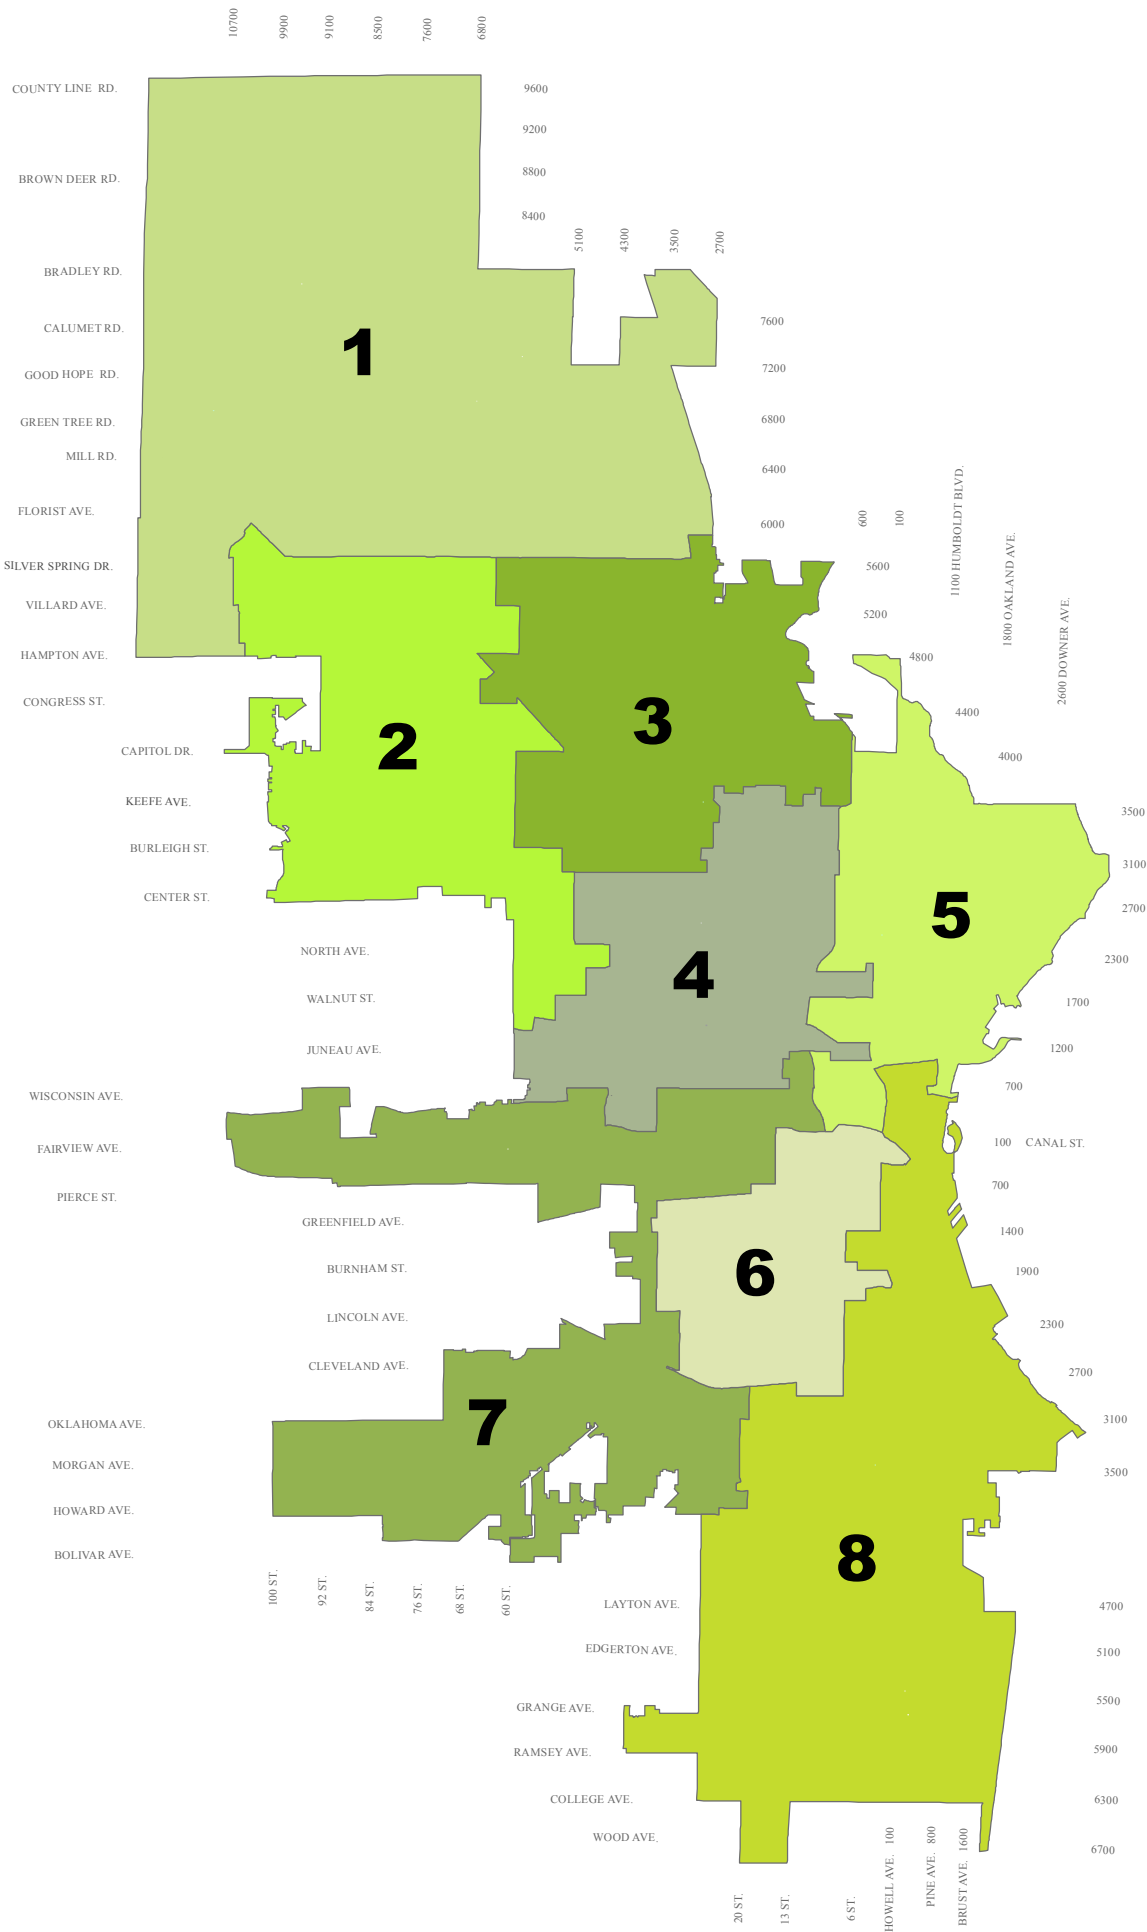 10700
9900
9100
8500
7600
6800
COUNTY LINE RD.
9600
9200
BROWN DEER RD.
8800
8400
5100
4300
3500
2700
BRADLEY RD.
CALUMET RD.
7600
1
GOOD HOPE RD.
7200
GREEN TREE RD.
6800
MILL RD.
6400
FLORIST AVE.
6000
600
100
1100 HUMBOLDT BLVD.
1800 OAKLAND AVE.
2600 DOWNER AVE.
SILVER SPRING DR.
5600
VILLARD AVE.
5200
HAMPTON AVE.
4800
CONGRESS ST.
4400
3
2
CAPITOL DR.
4000
KEEFE AVE.
3500
BURLEIGH ST.
3100
CENTER ST.
2700
5
NORTH AVE.
2300
4
WALNUT ST.
1700
JUNEAU AVE.
1200
WISCONSIN AVE.
700
FAIRVIEW AVE.
100 CANAL ST.
PIERCE ST.
700
GREENFIELD AVE.
1400
BURNHAM ST.
1900
6
LINCOLN AVE.
2300
CLEVELAND AVE.
2700
OKLAHOMA AVE.
3100
7
MORGAN AVE.
3500
HOWARD AVE.
BOLIVAR AVE.
8
100 ST.
92 ST.
84 ST.
76 ST.
68 ST.
60 ST.
LAYTON AVE.
4700
EDGERTON AVE.
5100
GRANGE AVE.
5500
RAMSEY AVE.
5900
COLLEGE AVE.
6300
WOOD AVE.
6700
20 ST.
13 ST.
6 ST.
HOWELL AVE. 100
PINE AVE. 800
BRUST AVE. 1600